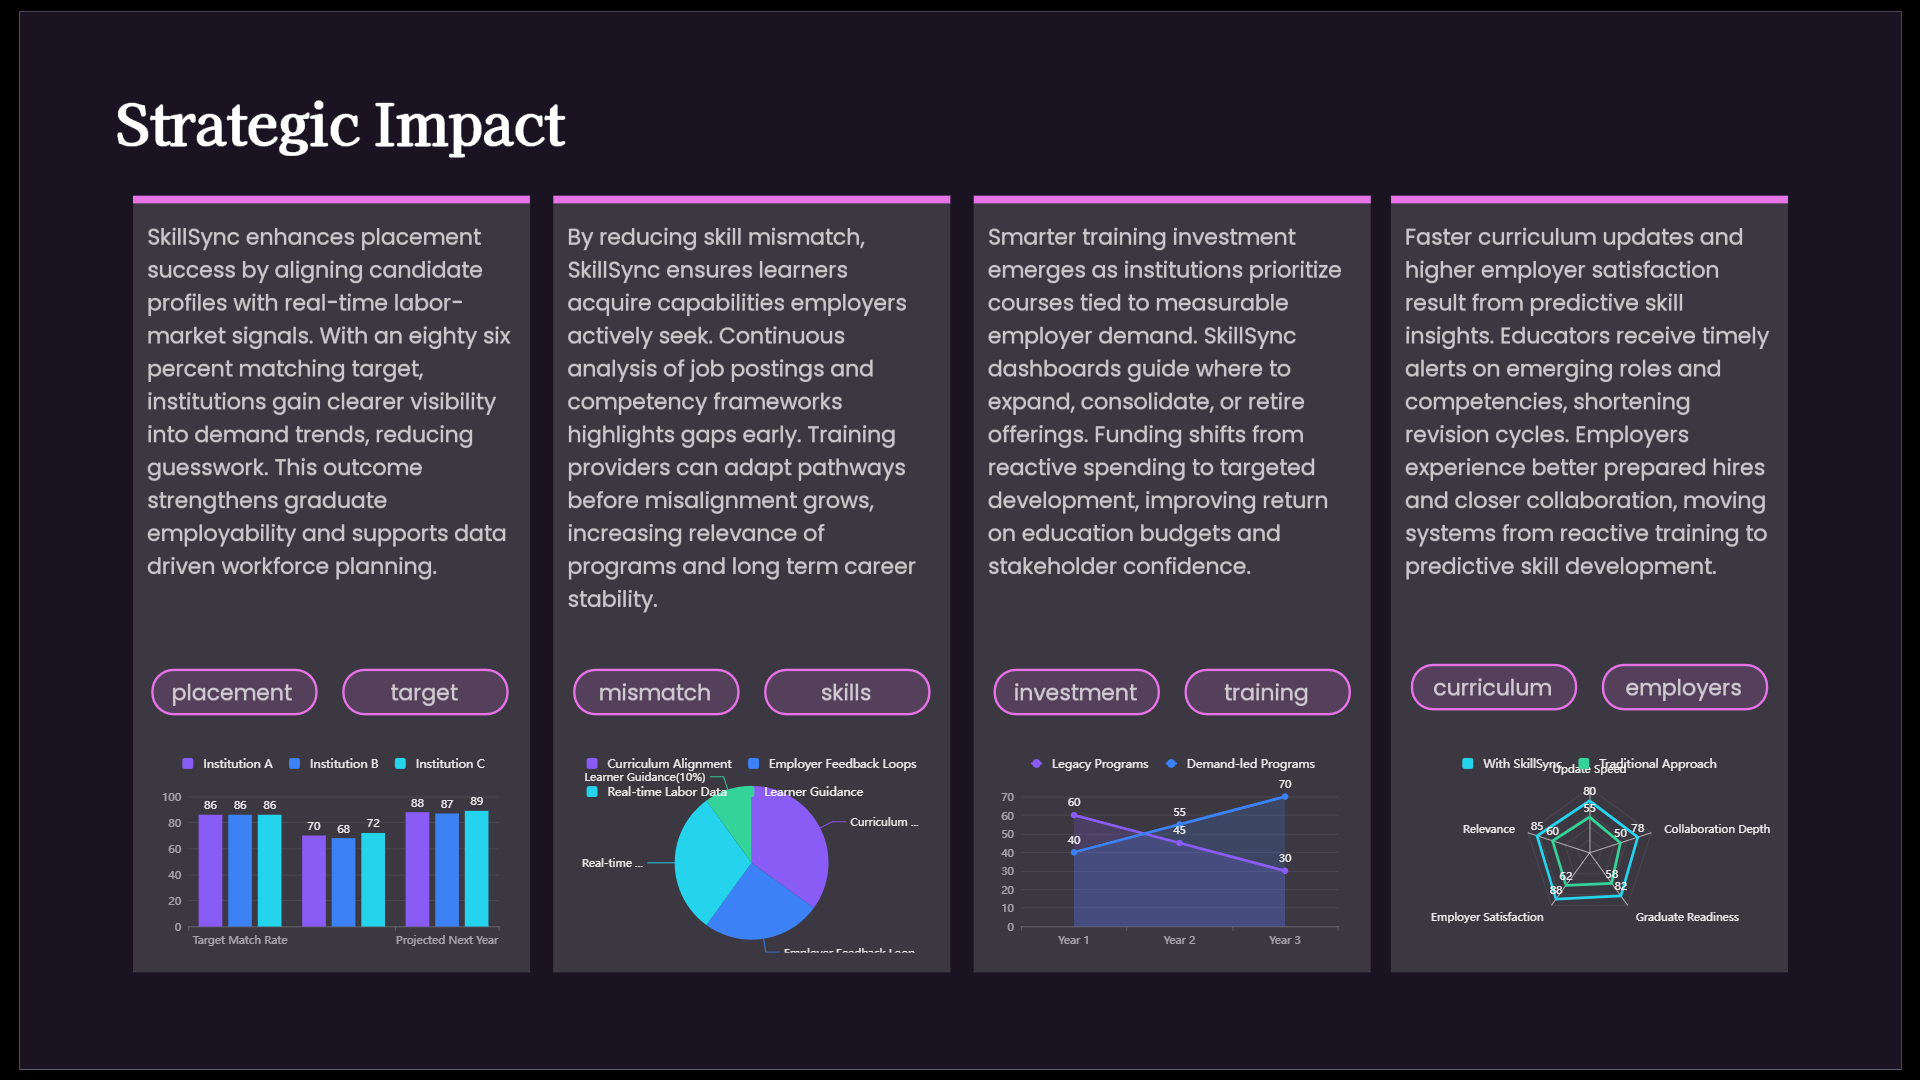 Strategic Impact
SkillSync enhances placement
success by aligning candidate
profiles with real-time labor-
market signals. With an eighty six
percent matching target,
institutions gain clearer visibility
into demand trends, reducing
guesswork. This outcome
strengthens graduate
employability and supports data
driven workforce planning.
placement
target
Institution A
Institution B
Institution C
100
80
60
40
20
0
86
86
86
70
68
72
88
87
89
Target Match Rate
Projected Next Year
By reducing skill mismatch,
SkillSync ensures learners
acquire capabilities employers
actively seek. Continuous
analysis of job postings and
competency frameworks
highlights gaps early. Training
providers can adapt pathways
before misalignment grows,
increasing relevance of
programs and long term career
stability.
mismatch
skills
Curriculum Alignment
Employer Feedback Loops
Learner Guidance(10%)
Real-time Labor Data
Learner Guidance
Curriculum ...
Real-time ...
Employer Feedback Loop
Smarter training investment
emerges as institutions prioritize
courses tied to measurable
employer demand. SkillSync
dashboards guide where to
expand, consolidate, or retire
offerings. Funding shifts from
reactive spending to targeted
development, improving return
on education budgets and
stakeholder confidence.
investment
training
Legacy Programs
Demand-led Programs
70
60
50
40
30
20
10
0
60
40
55
45
70
30
Year 1
Year 2
Year 3
Faster curriculum updates and
higher employer satisfaction
result from predictive skill
insights. Educators receive timely
alerts on emerging roles and
competencies, shortening
revision cycles. Employers
experience better prepared hires
and closer collaboration, moving
systems from reactive training to
predictive skill development.
curriculum
employers
With SkillSync
Traditional Approach
Update Speed
80
55
85
60
50
78
Relevance
Collaboration Depth
62
58
88
82
Employer Satisfaction
Graduate Readiness